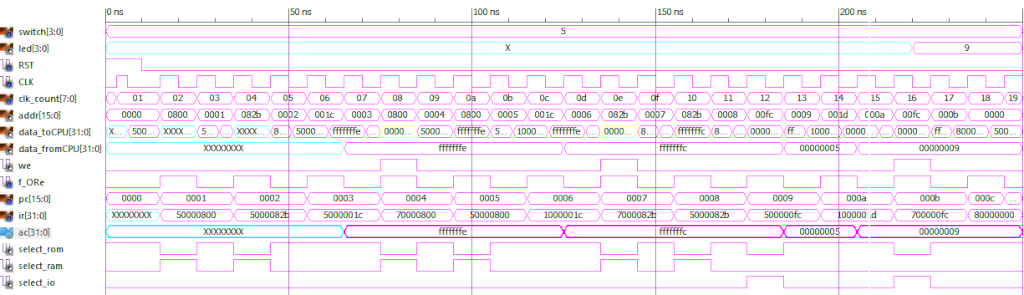 0 ns 50 ns 100 ns 150 ns 200 ns
switch[3:0] 5
led[3:0] X 9
RST
CLK
clk_count[7:0] 01 02 03 04 05 06 07 08 09 0a 0b 0c 0d 0e 0f 10 11 12 13 14 15 16 17 18 19
addr[15:0] 0000 0800 0001 082b 0002 001c 0003 0800 0004 0800 0005 001c 0006 082b 0007 082b 0008 00fc 0009 001d 000a 00fc 000b 0000
data_toCPU[31:0] X... 500... XXXX... 5... XXXX... 8... 5000... fffffffe ... 0000... 5000... fffffffe 5... 1000... fffffffe ... 0000... 8... fffffffc 8... 0000... ... 1000... 0000... ... 0000... ff... 8000... 500...
data_fromCPU[31:0] XXXXXXXX fffffffe fffffffc 00000005 00000009
we
f_ORe
pc[15:0] 0000 0001 0002 0003 0004 0005 0006 0007 0008 0009 000a 000b 000c ...
ir[31:0] XXXXXXXX 50000800 5000082b 5000001c 70000800 50000800 1000001c 7000082b 5000082b 500000fc 100000...d 700000fc 80000000
ac[31:0] XXXXXXXX fffffffe fffffffc 00000005 00000009
select_rom
select_ram
select_io